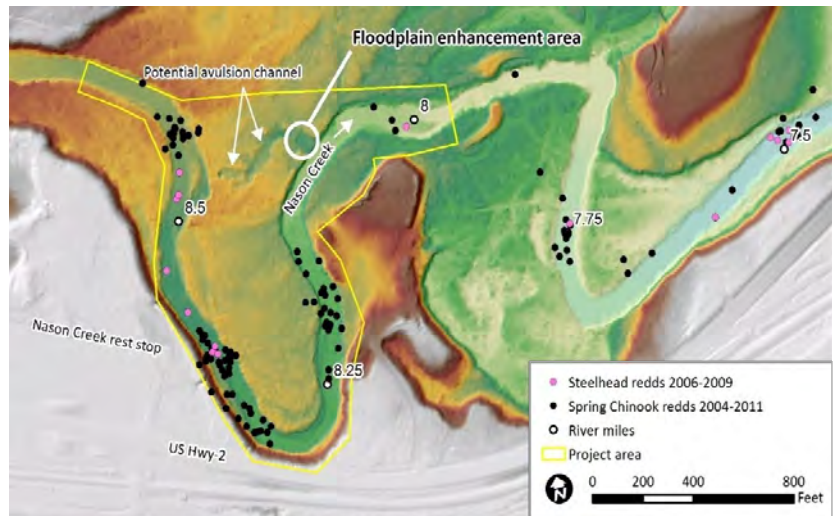 Floodplain enhancement area
Potential avulsion channel
8
Nason Creek
7.5
8.5
7.75
Nason Creek rest stop
8.25
US Hwy-2
Steelhead redds 2006-2009
Spring Chinook redds 2004-2011
River miles
Project area
N
0 200 400 800
Feet